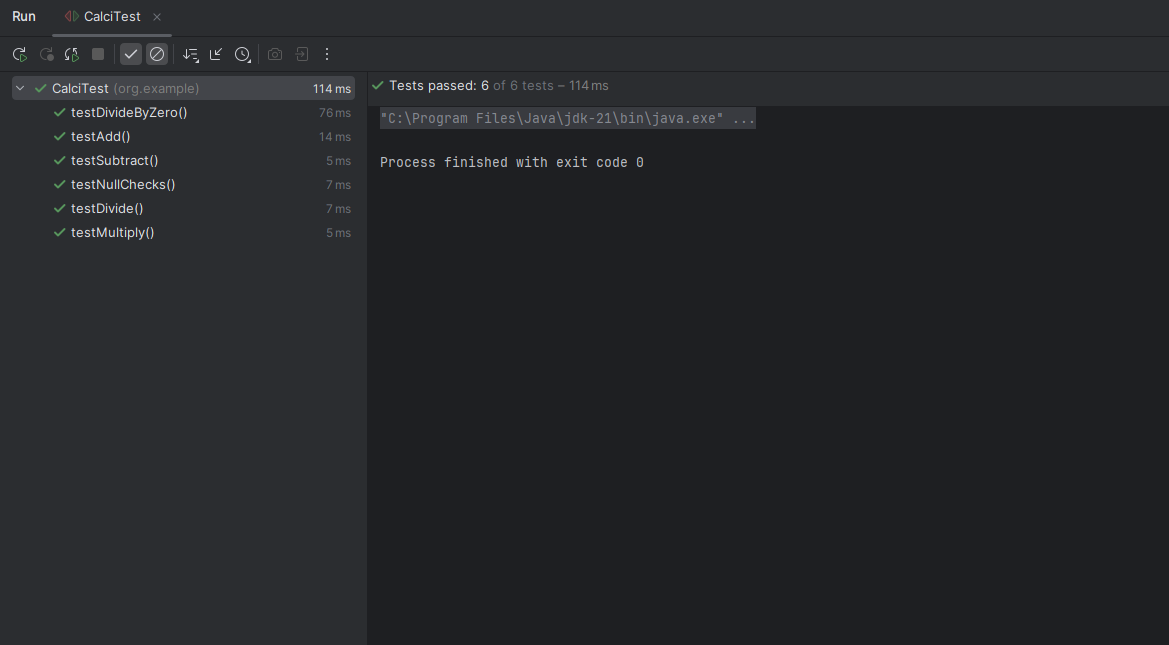 Run CalciTest
CalciTest (org.example) 114 ms
testDivideByZero() 76 ms
testAdd() 14 ms
testSubtract() 5 ms
testNullChecks() 7 ms
testDivide() 7 ms
testMultiply() 5 ms
Tests passed: 6 of 6 tests – 114 ms
"C:\Program Files\Java\jdk-21\bin\java.exe" ...
Process finished with exit code 0